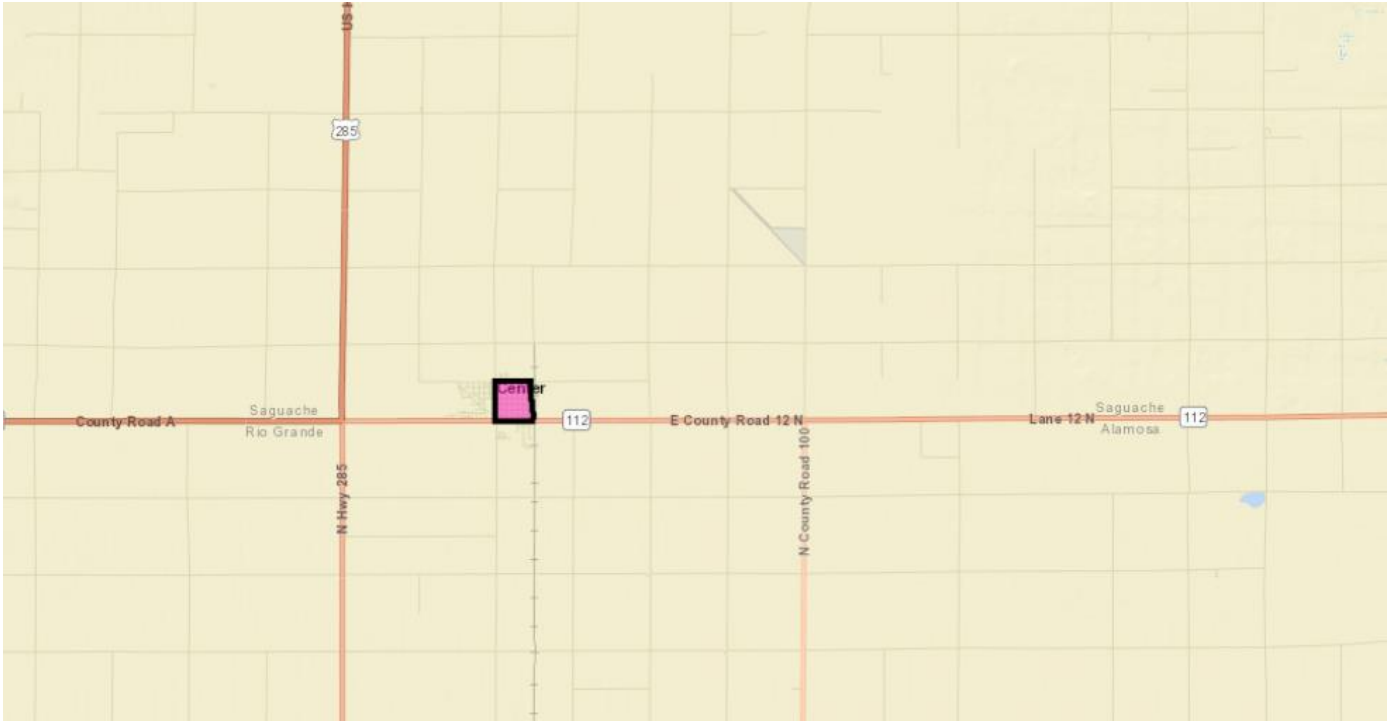 US H
285
Center
County Road A
Saguache
Rio Grande
112
E County Road 12 N
Lane 12 N
Saguache
Alamosa
112
N Hwy 285
N County Road 100